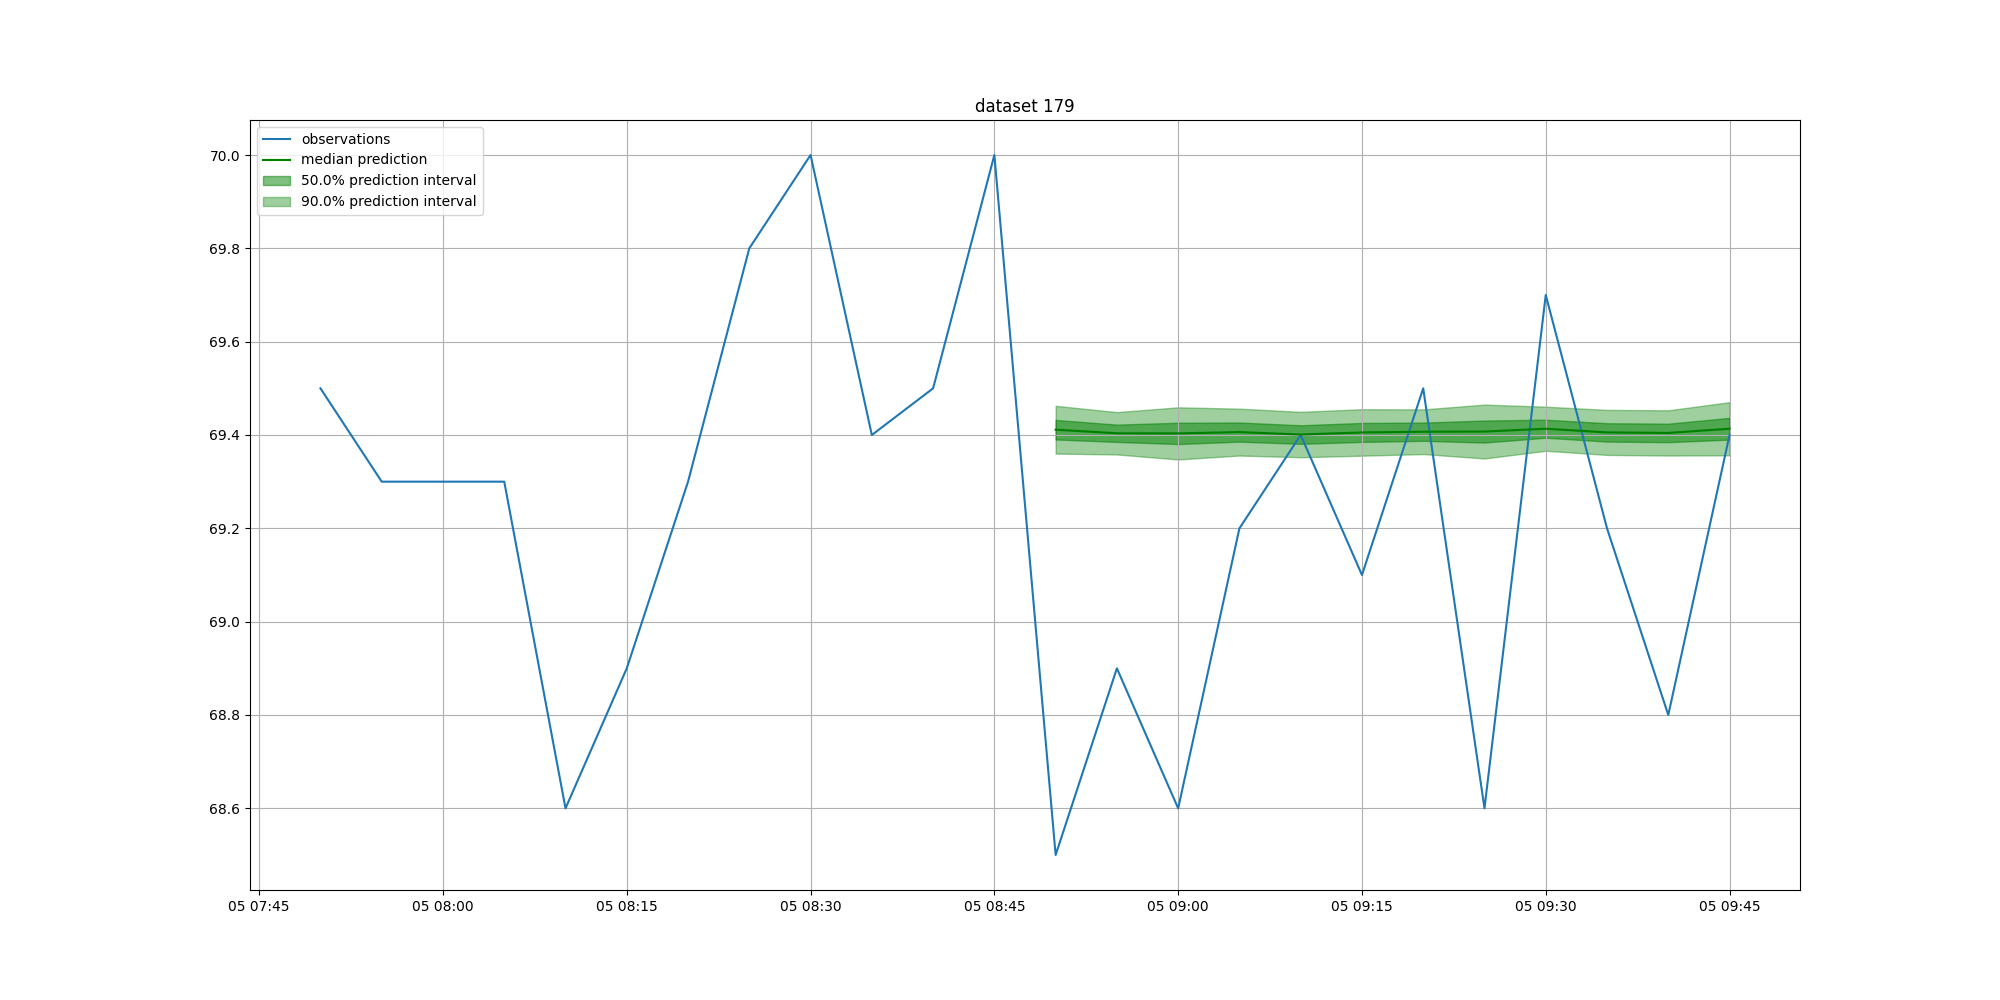 dataset 179
observations
median prediction
50.0% prediction interval
90.0% prediction interval
70.0
69.8
69.6
69.4
69.2
69.0
68.8
68.6
05 07:45 05 08:00 05 08:15 05 08:30 05 08:45 05 09:00 05 09:15 05 09:30 05 09:45